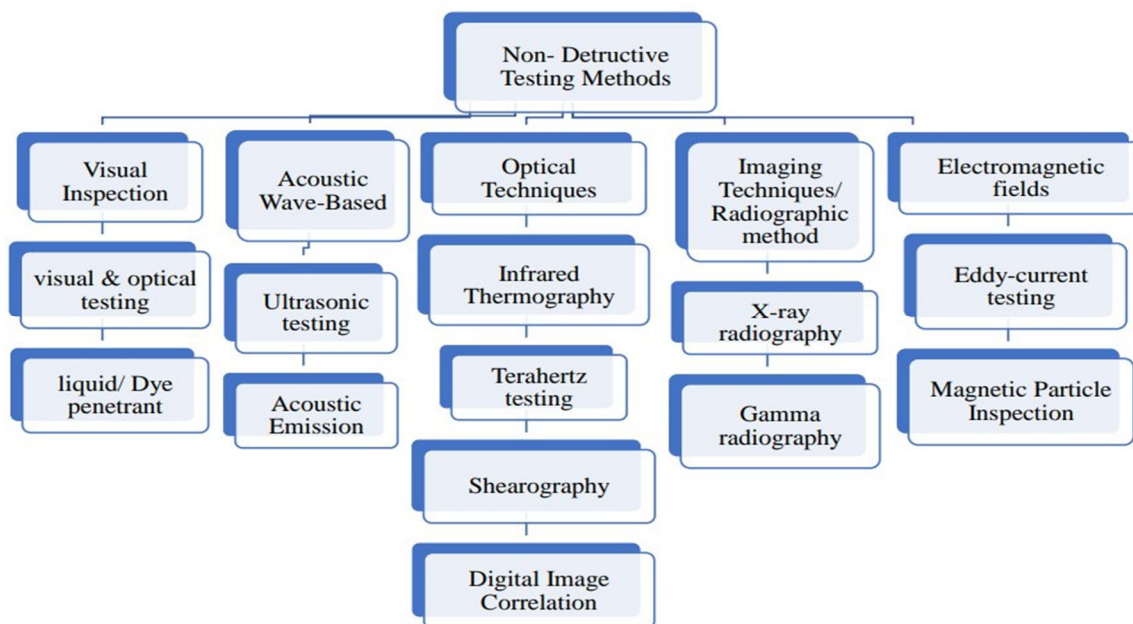 Non- Detructive
Testing Methods
Visual
Inspection
visual & optical
testing
liquid/ Dye
penetrant
Acoustic
Wave-Based
Ultrasonic
testing
Acoustic
Emission
Optical
Techniques
Infrared
Thermography
Terahertz
testing
Shearography
Digital Image
Correlation
Imaging
Techniques/
Radiographic
method
X-ray
radiography
Gamma
radiography
Electromagnetic
fields
Eddy-current
testing
Magnetic Particle
Inspection